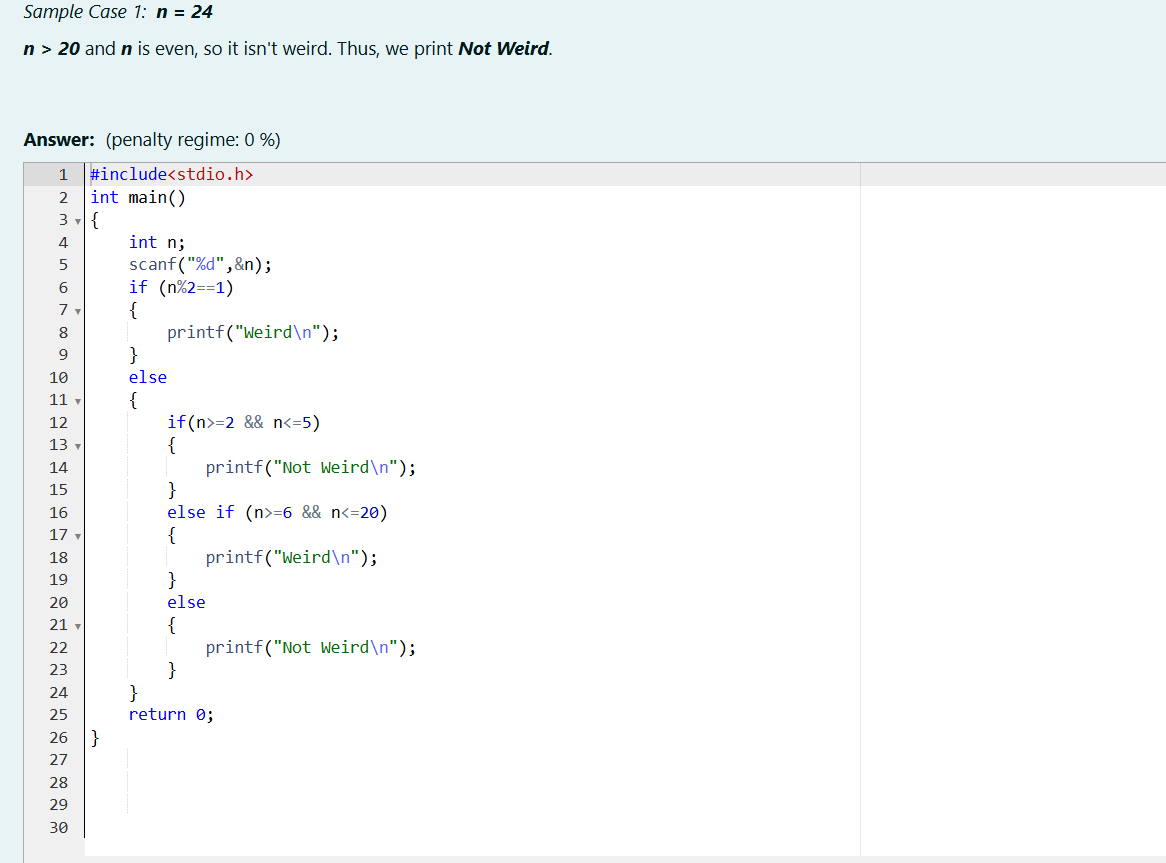 Sample Case 1: n = 24
n > 20 and n is even, so it isn't weird. Thus, we print Not Weird.
Answer: (penalty regime: 0 %)
1 #include<stdio.h>
2 int main()
3 {
4     int n;
5     scanf("%d",&n);
6     if (n%2==1)
7     {
8         printf("Weird\n");
9     }
10     else
11     {
12         if(n>=2 && n<=5)
13         {
14             printf("Not Weird\n");
15         }
16         else if (n>=6 && n<=20)
17         {
18             printf("Weird\n");
19         }
20         else
21         {
22             printf("Not Weird\n");
23         }
24     }
25     return 0;
26 }
27
28
29
30